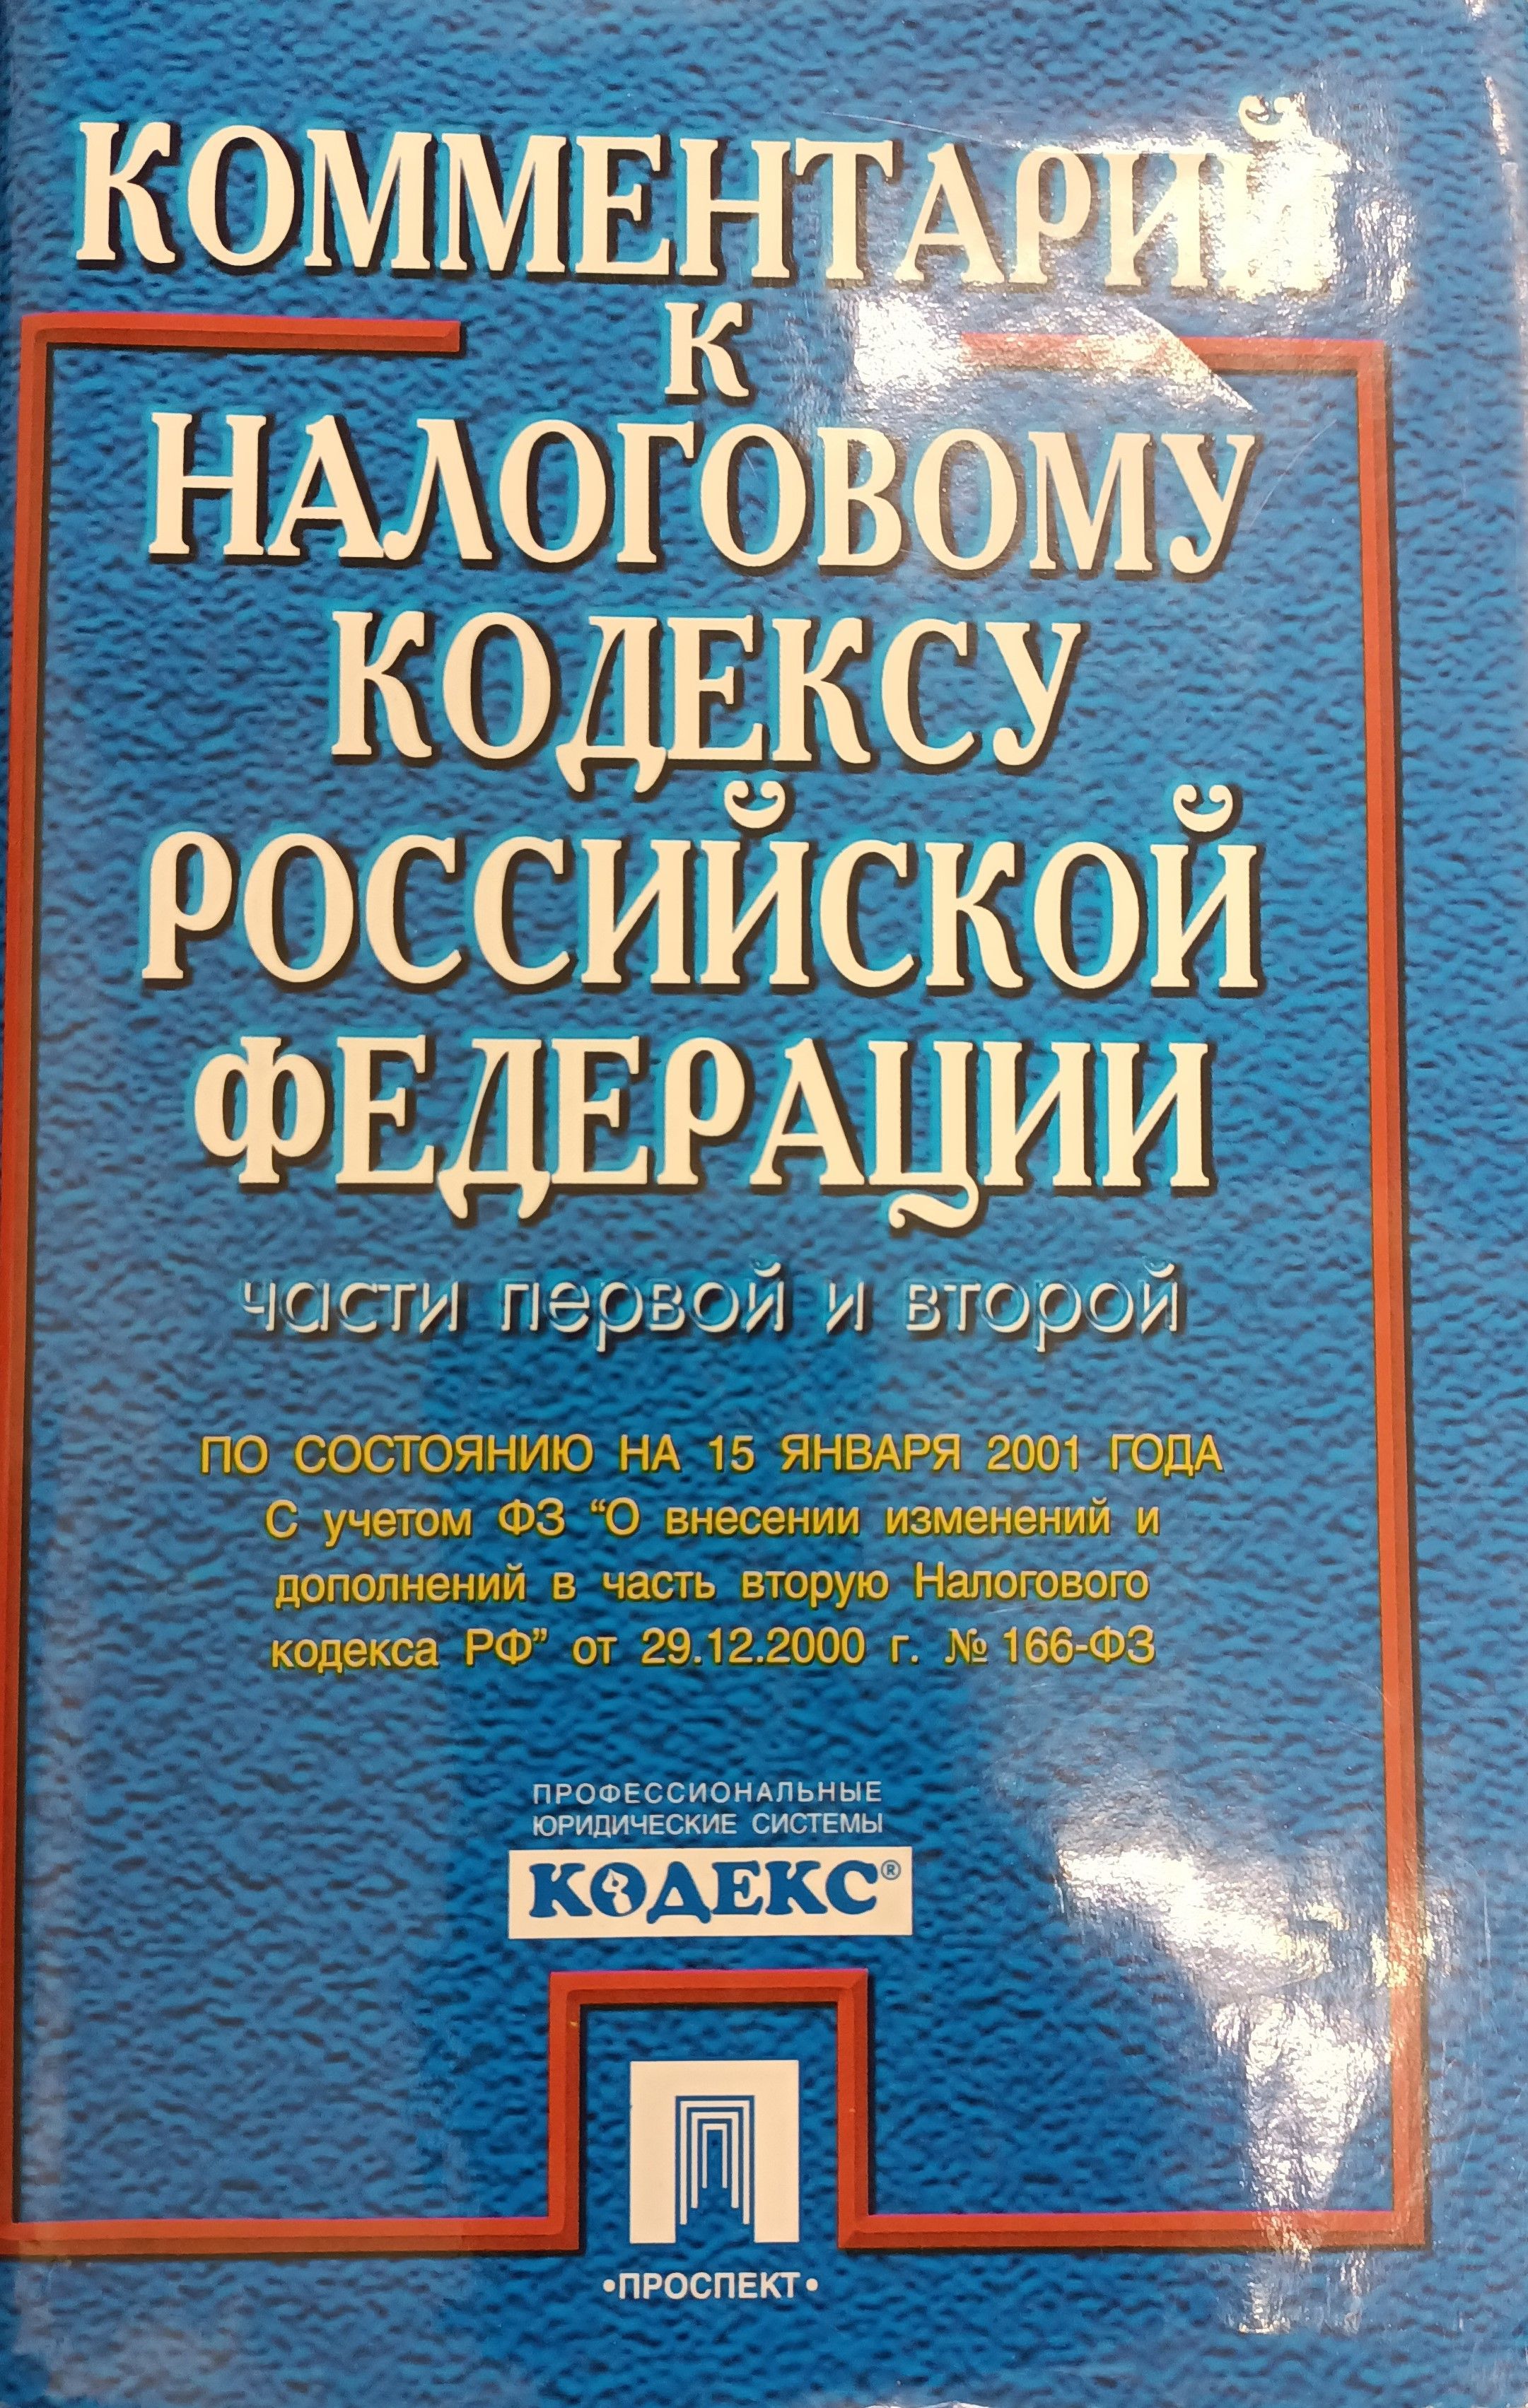 КОММЕНТАРИЙ
К
НАЛОГОВОМУ
КОДЕКСУ
РОССИЙСКОЙ
ФЕДЕРАЦИИ
части первой и второй
ПО СОСТОЯНИЮ НА 15 ЯНВАРЯ 2001 ГОДА
С учетом ФЗ “О внесении изменений и
дополнений в часть вторую Налогового
кодекса РФ” от 29.12.2000 г. № 166-ФЗ
ПРОФЕССИОНАЛЬНЫЕ
ЮРИДИЧЕСКИЕ СИСТЕМЫ
КОДЕКС®
•ПРОСПЕКТ•